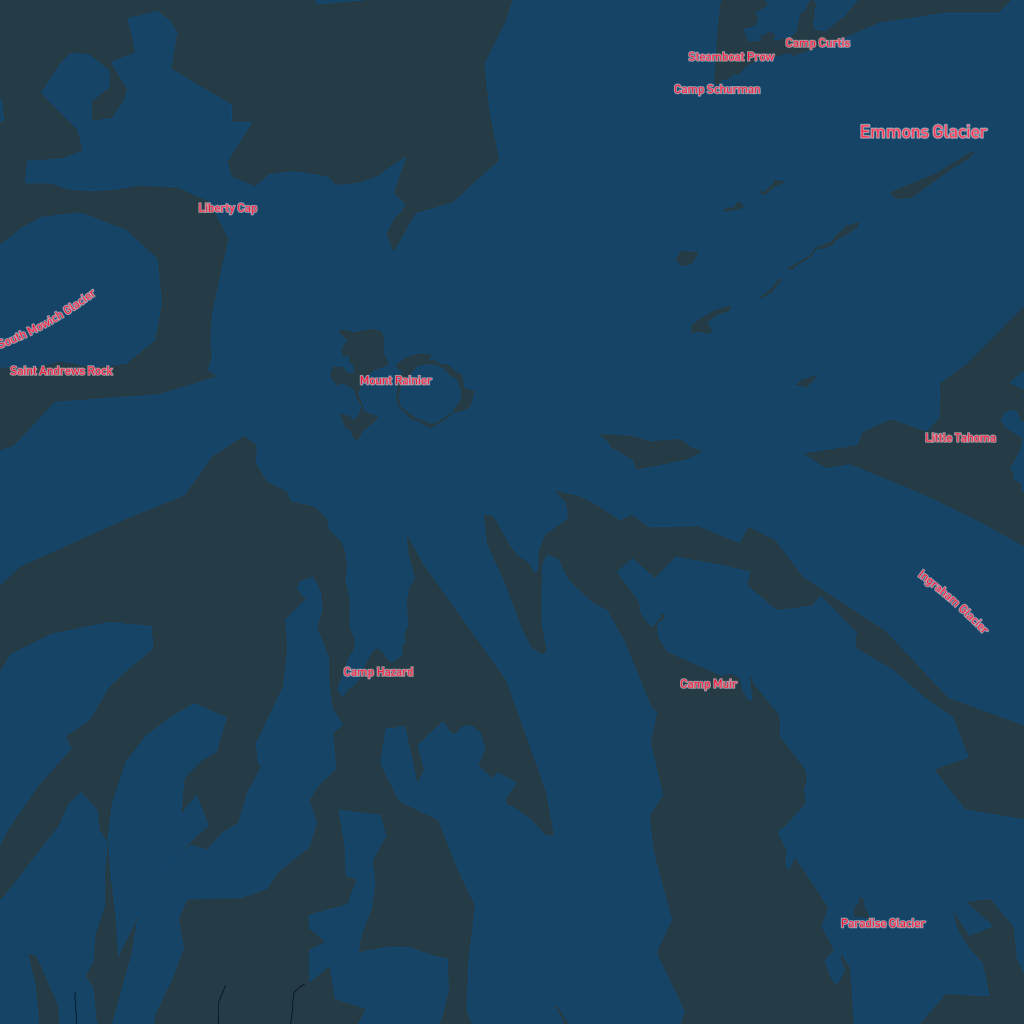 Camp Curtis
Steamboat Prow
Camp Schurman
Emmons Glacier
Liberty Cap
South Mowich Glacier
Saint Andrews Rock
Mount Rainier
Little Tahoma
Ingraham Glacier
Camp Hazard
Camp Muir
Paradise Glacier